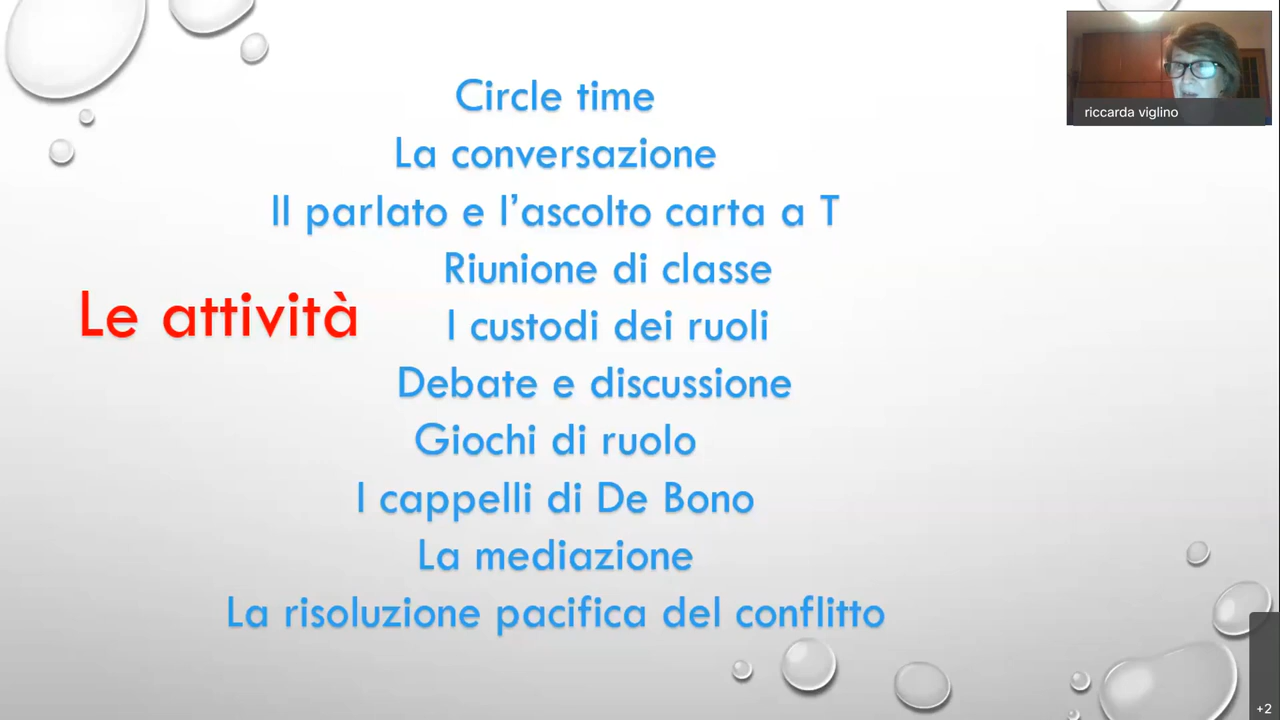 Circle time
La conversazione
Il parlato e l’ascolto carta a T
Riunione di classe
Le attività
I custodi dei ruoli
Debate e discussione
Giochi di ruolo
I cappelli di De Bono
La mediazione
La risoluzione pacifica del conflitto
riccarda viglino
+2